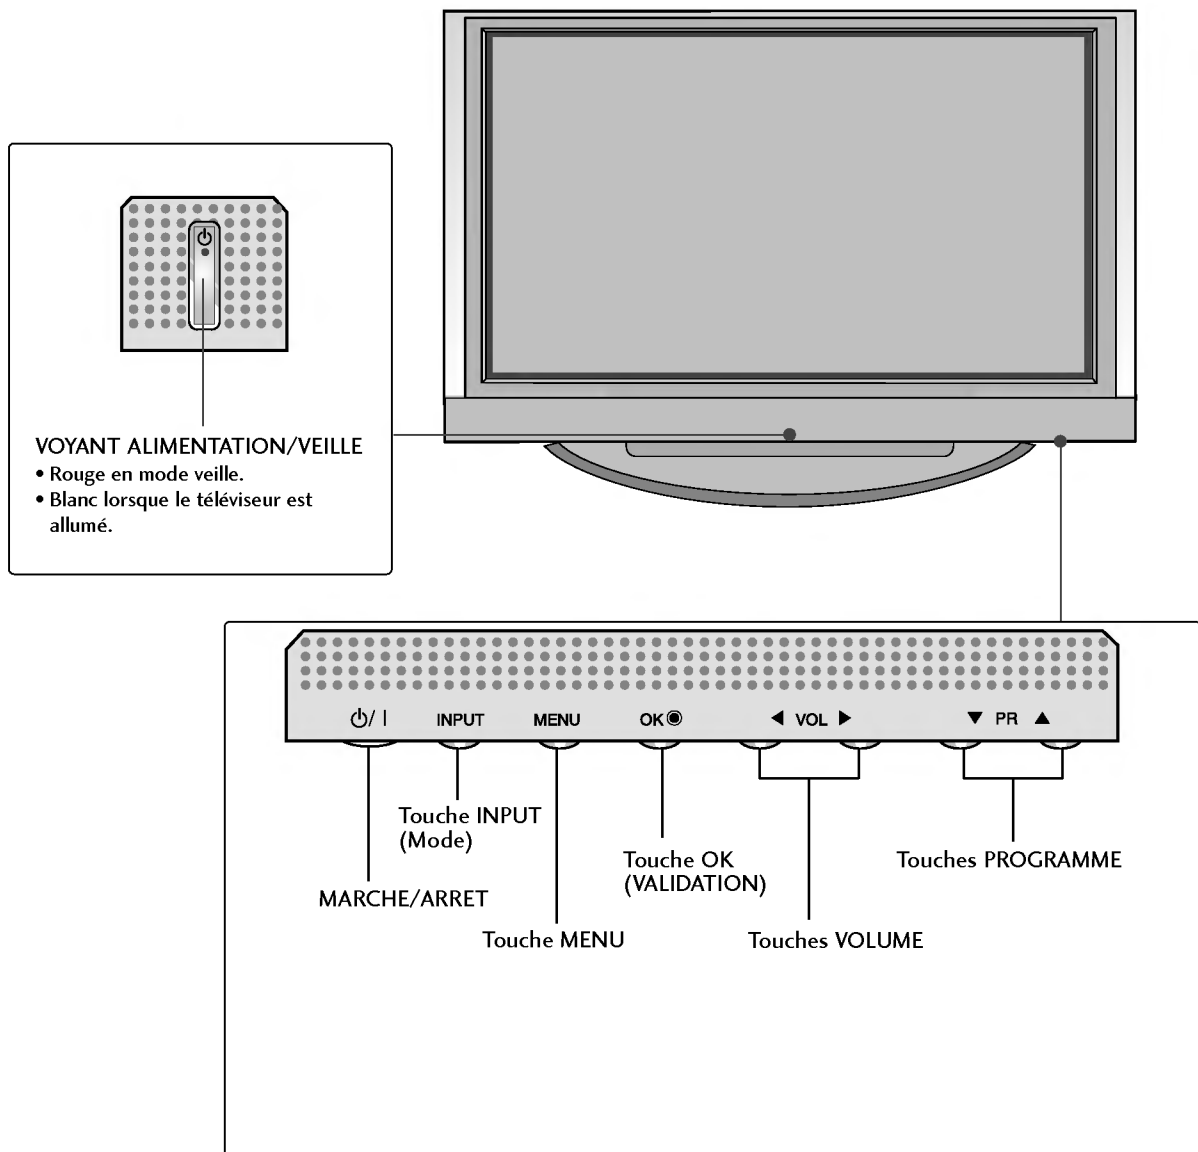 VOYANT ALIMENTATION/VEILLE
• Rouge en mode veille.
• Blanc lorsque le téléviseur est
allumé.
⏻/ I INPUT MENU OK◉ ◀ VOL ▶ ▼ PR ▲
Touche INPUT
(Mode)
Touche OK
(VALIDATION)
Touches PROGRAMME
MARCHE/ARRET
Touche MENU
Touches VOLUME